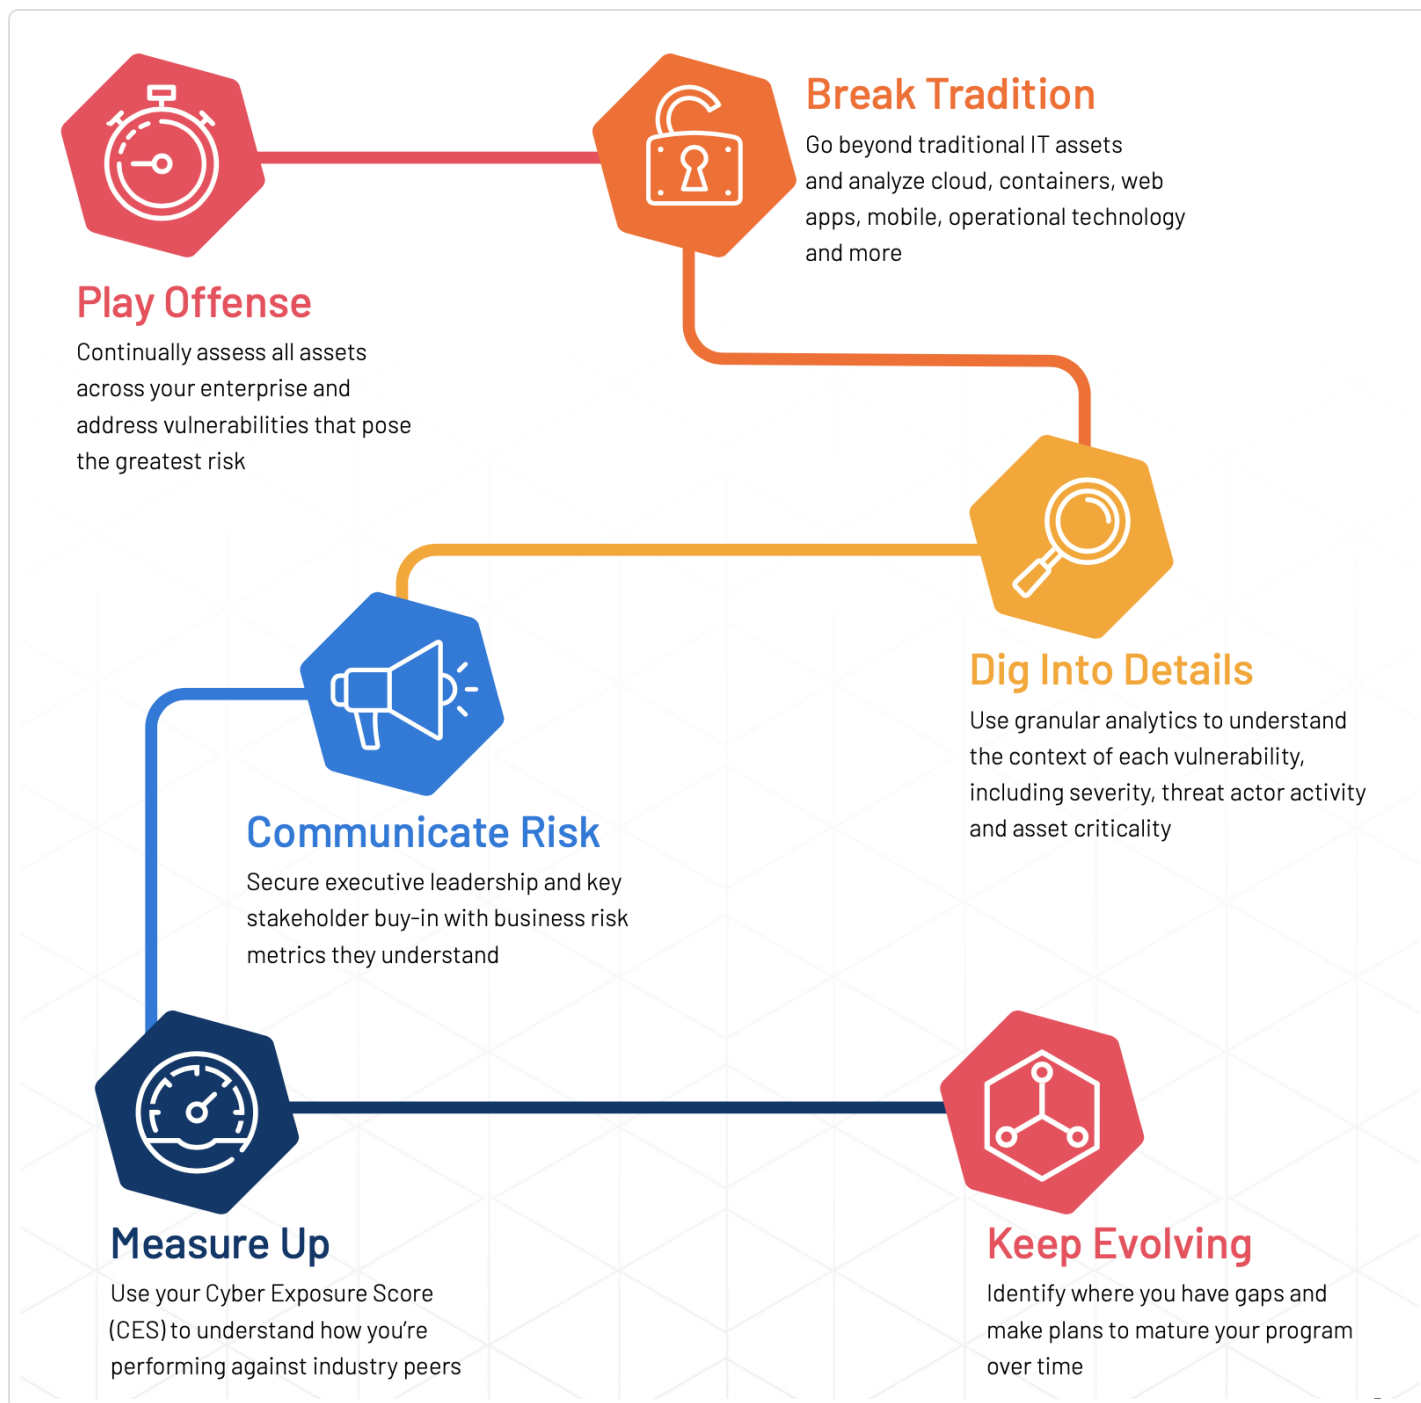 Play Offense
Continually assess all assets
across your enterprise and
address vulnerabilities that pose
the greatest risk
Break Tradition
Go beyond traditional IT assets
and analyze cloud, containers, web
apps, mobile, operational technology
and more
Dig Into Details
Use granular analytics to understand
the context of each vulnerability,
including severity, threat actor activity
and asset criticality
Communicate Risk
Secure executive leadership and key
stakeholder buy-in with business risk
metrics they understand
Measure Up
Use your Cyber Exposure Score
(CES) to understand how you’re
performing against industry peers
Keep Evolving
Identify where you have gaps and
make plans to mature your program
over time